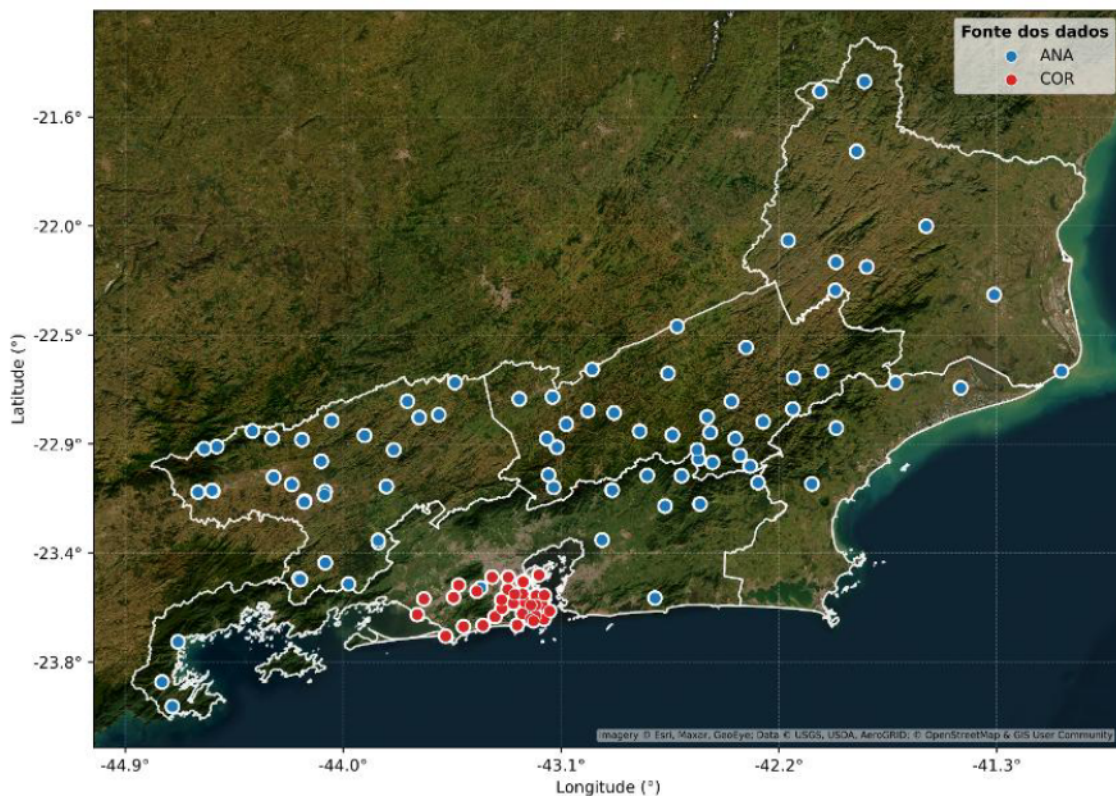 Fonte dos dados
ANA
COR
-21.6°
-22.0°
-22.5°
-22.9°
-23.4°
-23.8°
Latitude (°)
-44.9°
-44.0°
-43.1°
-42.2°
-41.3°
Longitude (°)
Imagery © Esri, Maxar, GeoEye; Data © USGS, USDA, AeroGRID; © OpenStreetMap & GIS User Community